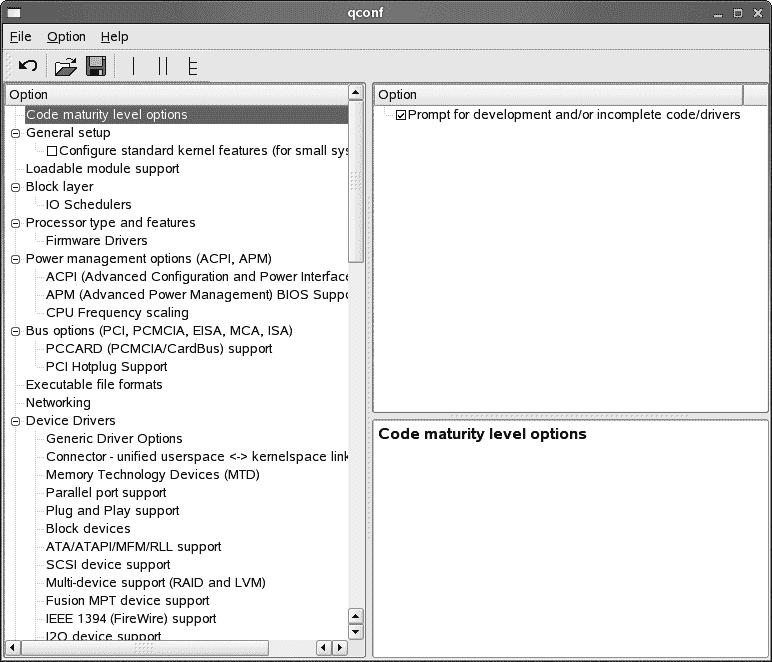 qconf
File Option Help
Option
Code maturity level options
General setup
Configure standard kernel features (for small sys
Loadable module support
Block layer
IO Schedulers
Processor type and features
Firmware Drivers
Power management options (ACPI, APM)
ACPI (Advanced Configuration and Power Interface
APM (Advanced Power Management) BIOS Suppo
CPU Frequency scaling
Bus options (PCI, PCMCIA, EISA, MCA, ISA)
PCCARD (PCMCIA/CardBus) support
PCI Hotplug Support
Executable file formats
Networking
Device Drivers
Generic Driver Options
Connector - unified userspace <-> kernelspace link
Memory Technology Devices (MTD)
Parallel port support
Plug and Play support
Block devices
ATA/ATAPI/MFM/RLL support
SCSI device support
Multi-device support (RAID and LVM)
Fusion MPT device support
IEEE 1394 (FireWire) support
I2O device support
Option
Prompt for development and/or incomplete code/drivers
Code maturity level options